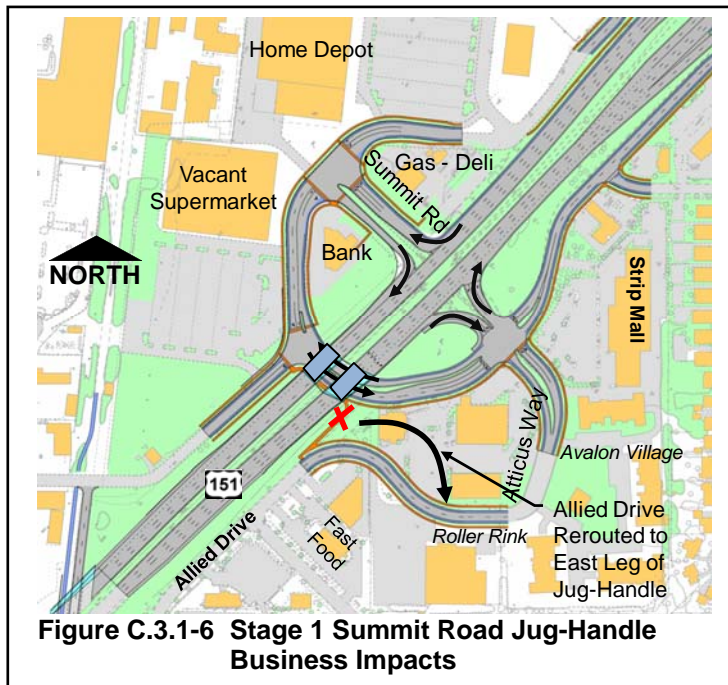 Home Depot
Gas - Deli
Summit Rd
Vacant
Supermarket
Bank
NORTH
Strip Mall
X
151
Atticus Way
Avalon Village
Allied Drive
Fast
Food
Roller Rink
Allied Drive
Rerouted to
East Leg of
Jug-Handle
Figure C.3.1-6 Stage 1 Summit Road Jug-Handle
Business Impacts